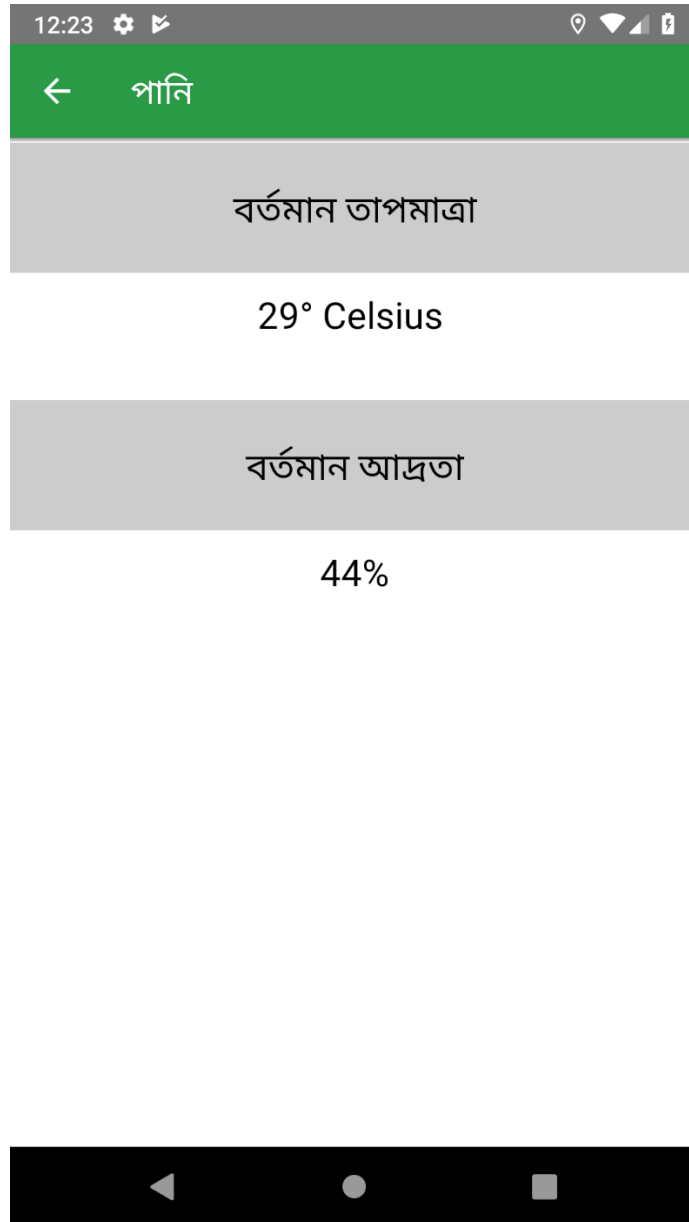 12:23
পানি
বর্তমান তাপমাত্রা
29° Celsius
বর্তমান আদ্রতা
44%